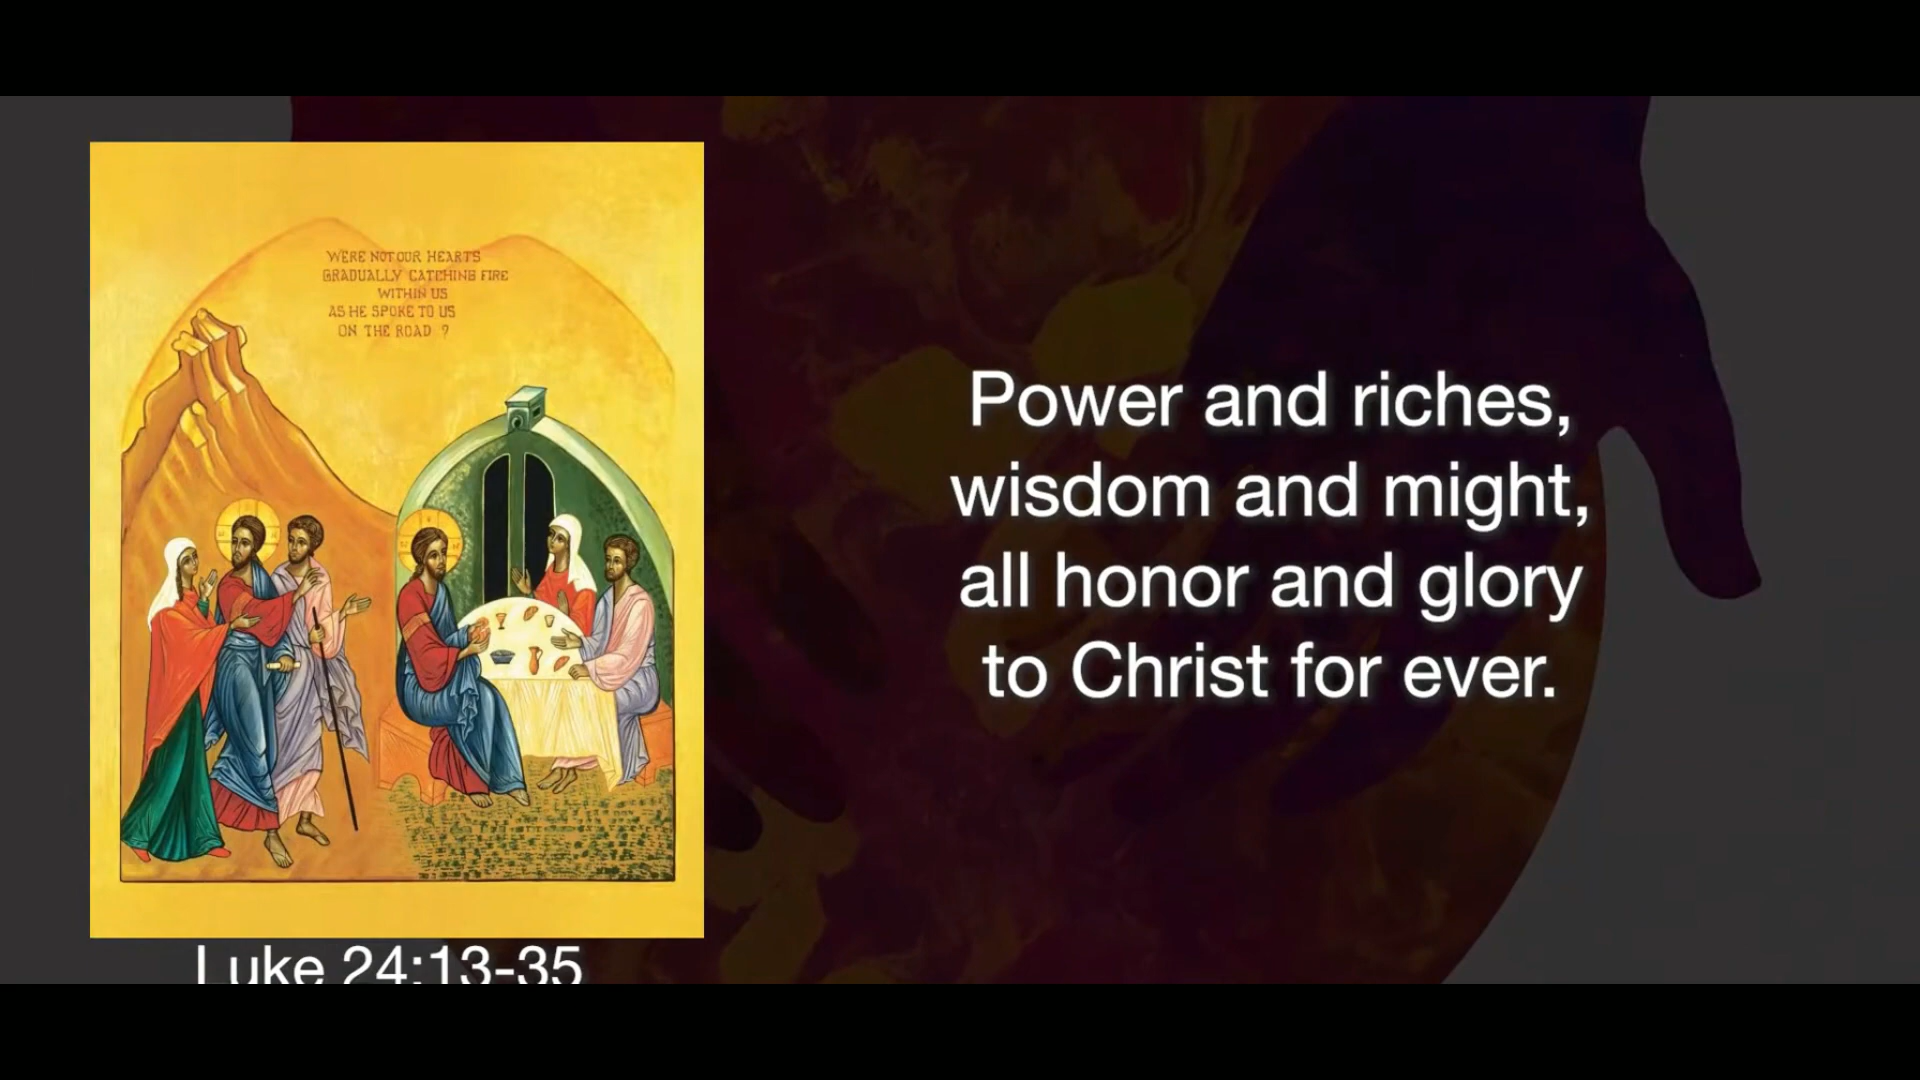 WERE NOT OUR HEARTS
GRADUALLY CATCHING FIRE
WITHIN US
AS HE SPOKE TO US
ON THE ROAD ?
Luke 24:13-35
Power and riches,
wisdom and might,
all honor and glory
to Christ for ever.